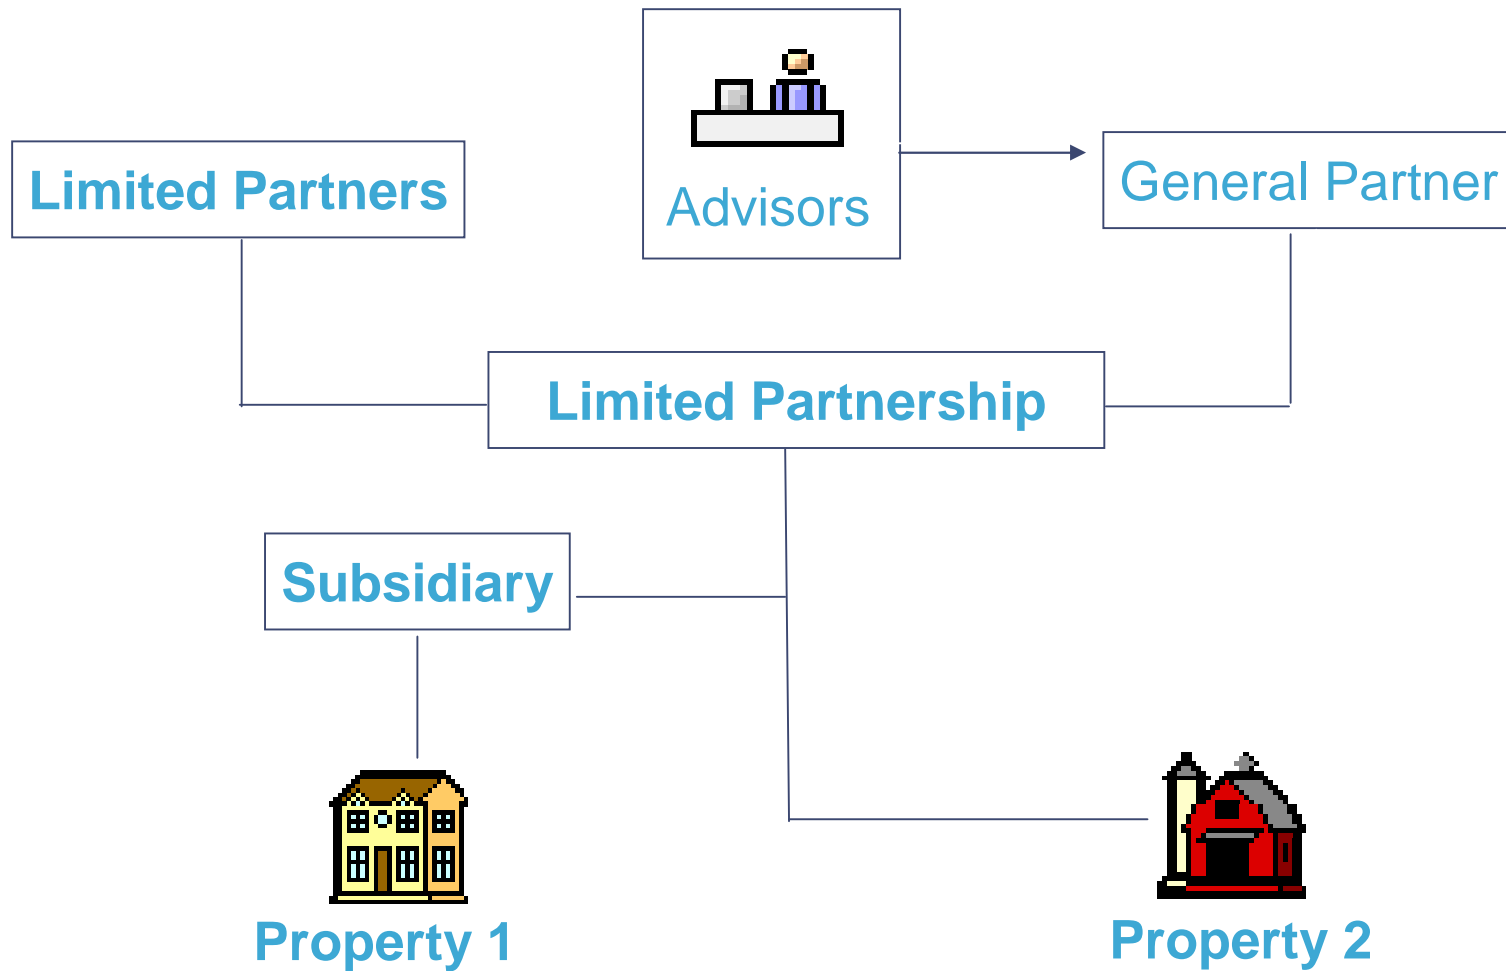 Limited Partners
Advisors
General Partner
Limited Partnership
Subsidiary
Property 1
Property 2